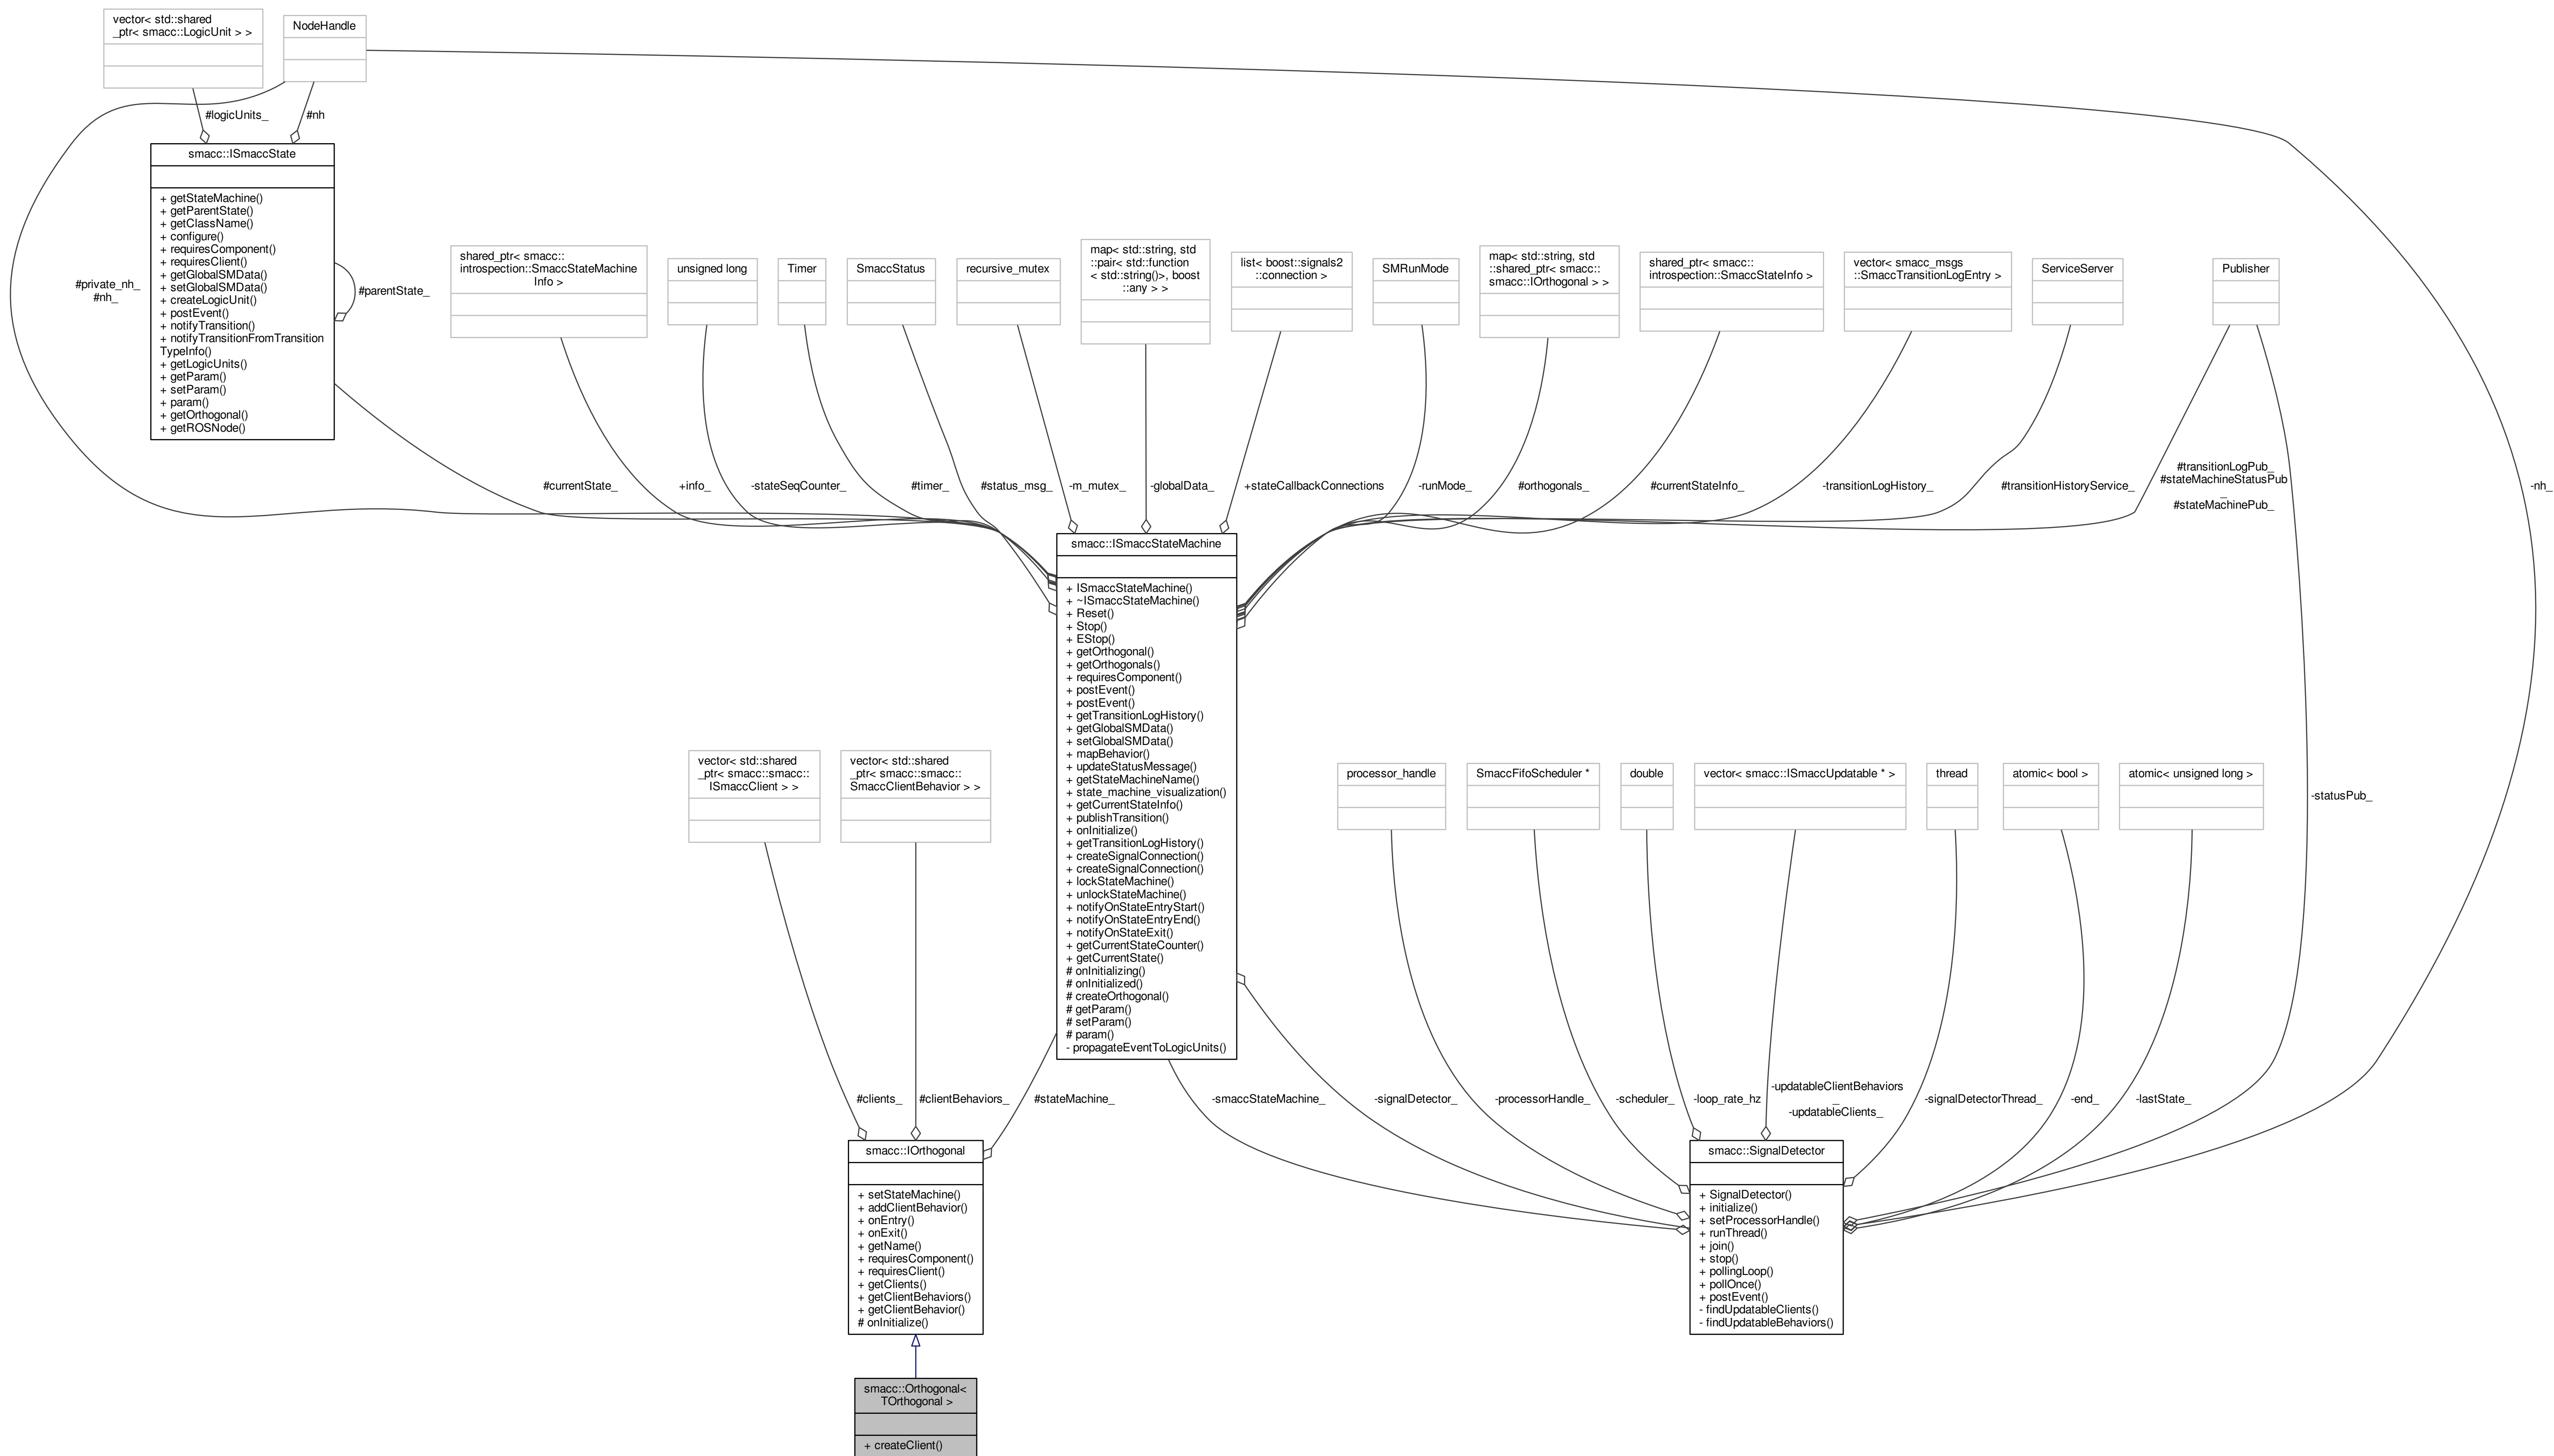 vector< std::shared
_ptr< smacc::LogicUnit > >
NodeHandle
#logicUnits_
#nh
smacc::ISmaccState
+ getStateMachine()
+ getParentState()
+ getClassName()
+ configure()
+ requiresComponent()
+ requiresClient()
+ getGlobalSMData()
+ setGlobalSMData()
+ createLogicUnit()
+ postEvent()
+ notifyTransition()
+ notifyTransitionFromTransition
TypeInfo()
+ getLogicUnits()
+ getParam()
+ setParam()
+ param()
+ getOrthogonal()
+ getROSNode()
#private_nh_
#nh_
#parentState_
shared_ptr< smacc::
introspection::SmaccStateMachine
Info >
unsigned long
Timer
SmaccStatus
recursive_mutex
map< std::string, std
::pair< std::function
< std::string()>, boost
::any > >
list< boost::signals2
::connection >
SMRunMode
map< std::string, std
::shared_ptr< smacc::
smacc::IOrthogonal > >
shared_ptr< smacc::
introspection::SmaccStateInfo >
vector< smacc_msgs
::SmaccTransitionLogEntry >
ServiceServer
Publisher
#currentState_
+info_
-stateSeqCounter_
#timer_
#status_msg_
-m_mutex_
-globalData_
+stateCallbackConnections
-runMode_
#orthogonals_
#currentStateInfo_
-transitionLogHistory_
#transitionHistoryService_
#transitionLogPub_
#stateMachineStatusPub
_
#stateMachinePub_
-nh_
smacc::ISmaccStateMachine
+ ISmaccStateMachine()
+ ~ISmaccStateMachine()
+ Reset()
+ Stop()
+ EStop()
+ getOrthogonal()
+ getOrthogonals()
+ requiresComponent()
+ postEvent()
+ postEvent()
+ getTransitionLogHistory()
+ getGlobalSMData()
+ setGlobalSMData()
+ mapBehavior()
+ updateStatusMessage()
+ getStateMachineName()
+ state_machine_visualization()
+ getCurrentStateInfo()
+ publishTransition()
+ onInitialize()
+ getTransitionLogHistory()
+ createSignalConnection()
+ createSignalConnection()
+ lockStateMachine()
+ unlockStateMachine()
+ notifyOnStateEntryStart()
+ notifyOnStateEntryEnd()
+ notifyOnStateExit()
+ getCurrentStateCounter()
+ getCurrentState()
# onInitializing()
# onInitialized()
# createOrthogonal()
# getParam()
# setParam()
# param()
- propagateEventToLogicUnits()
vector< std::shared
_ptr< smacc::smacc::
ISmaccClient > >
vector< std::shared
_ptr< smacc::smacc::
SmaccClientBehavior > >
processor_handle
SmaccFifoScheduler *
double
vector< smacc::ISmaccUpdatable * >
thread
atomic< bool >
atomic< unsigned long >
-statusPub_
#clients_
#clientBehaviors_
#stateMachine_
-smaccStateMachine_
-signalDetector_
-processorHandle_
-scheduler_
-loop_rate_hz
-updatableClientBehaviors
_
-updatableClients_
-signalDetectorThread_
-end_
-lastState_
smacc::IOrthogonal
+ setStateMachine()
+ addClientBehavior()
+ onEntry()
+ onExit()
+ getName()
+ requiresComponent()
+ requiresClient()
+ getClients()
+ getClientBehaviors()
+ getClientBehavior()
# onInitialize()
smacc::SignalDetector
+ SignalDetector()
+ initialize()
+ setProcessorHandle()
+ runThread()
+ join()
+ stop()
+ pollingLoop()
+ pollOnce()
+ postEvent()
- findUpdatableClients()
- findUpdatableBehaviors()
smacc::Orthogonal<
TOrthogonal >
+ createClient()